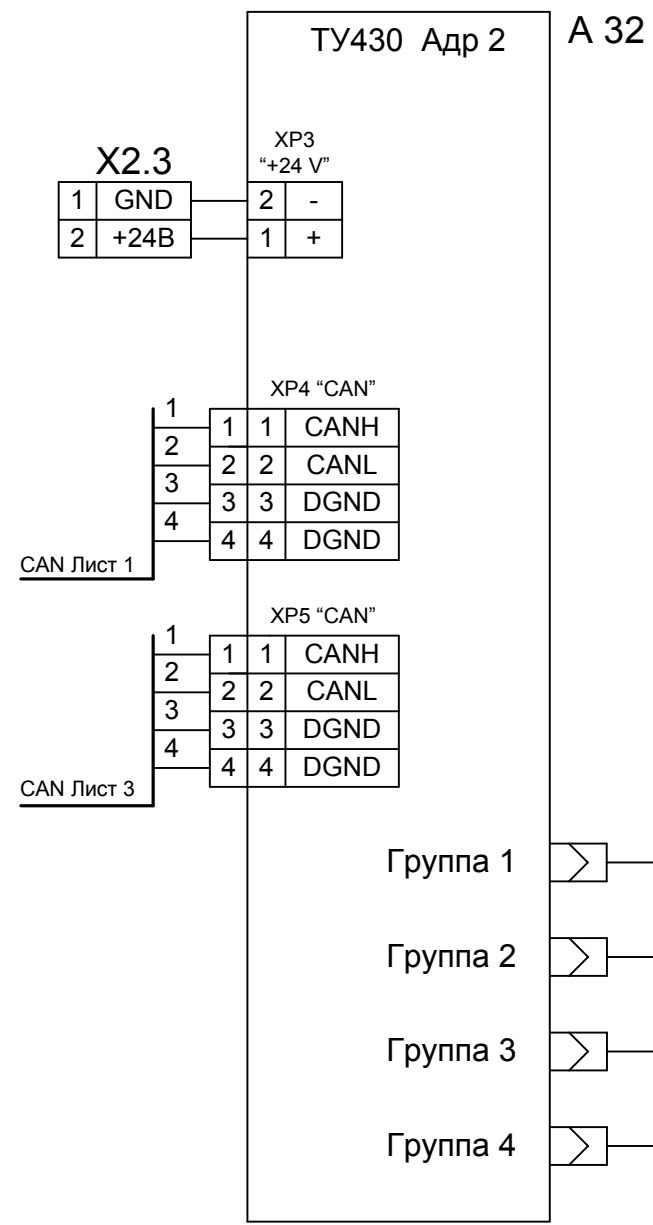 ТУ430 Адр 2
А 32
XP3
“+24 V”
X2.3
1 GND 2 -
2 +24В 1 +
XP4 “CAN”
1 1 1 CANH
2 2 2 CANL
3 3 3 DGND
4 4 4 DGND
CAN Лист 1
XP5 “CAN”
1 1 1 CANH
2 2 2 CANL
3 3 3 DGND
4 4 4 DGND
CAN Лист 3
Группа 1
Группа 2
Группа 3
Группа 4